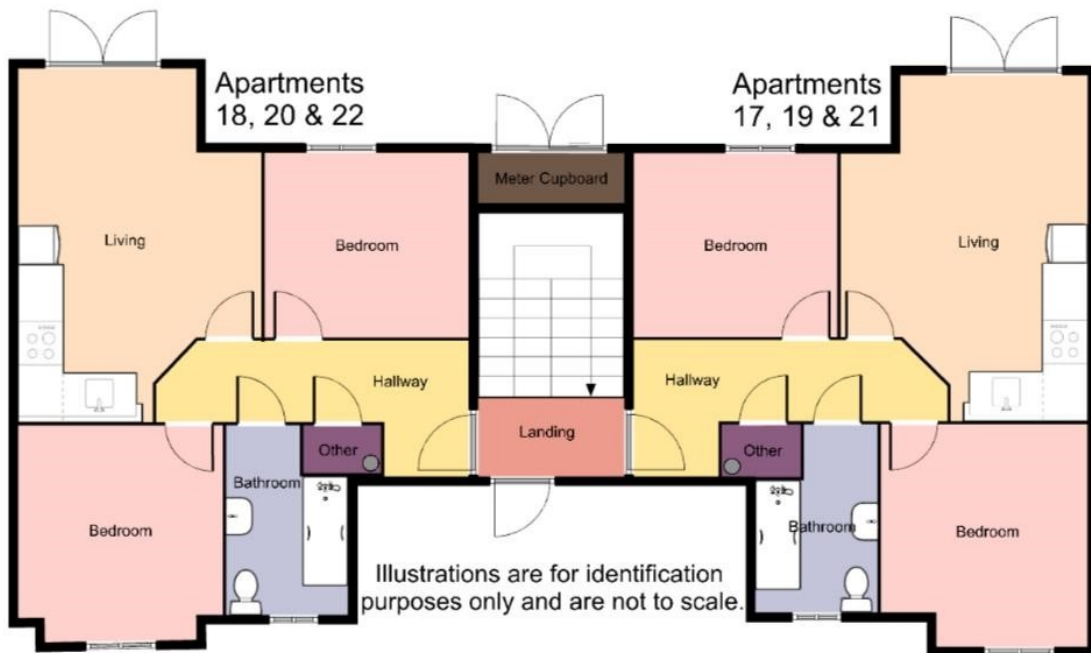 Apartments
18, 20 & 22
Apartments
17, 19 & 21
Meter Cupboard
Living
Bedroom
Bedroom
Living
Hallway
Hallway
Landing
Other
Other
Bathroom
Bathroom
Bedroom
Bedroom
Illustrations are for identification
purposes only and are not to scale.